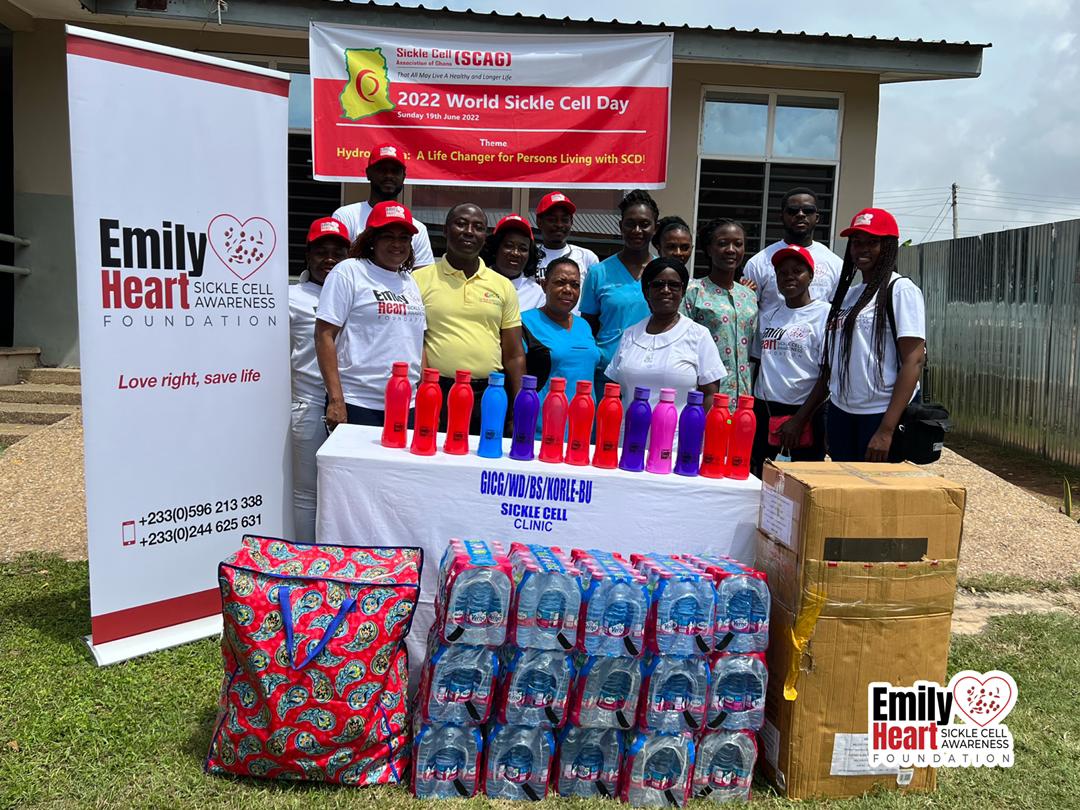 Sickle Cell (SCAG)
Association of Ghana
That All May Live A Healthy and Longer Life
2022 World Sickle Cell Day
Sunday 19th June 2022
Theme
A Life Changer for Persons Living with SCD!
Emily
Heart
SICKLE CELL
AWARENESS
FOUNDATION
Love right, save life
+233(0)596 213 338
+233(0)244 625 631
Emily
Heart
FOUNDATION
GICG/WD/BS/KORLE-BU
SICKLE CELL
CLINIC
Emily
Heart
SICKLE CELL
AWARENESS
FOUNDATION